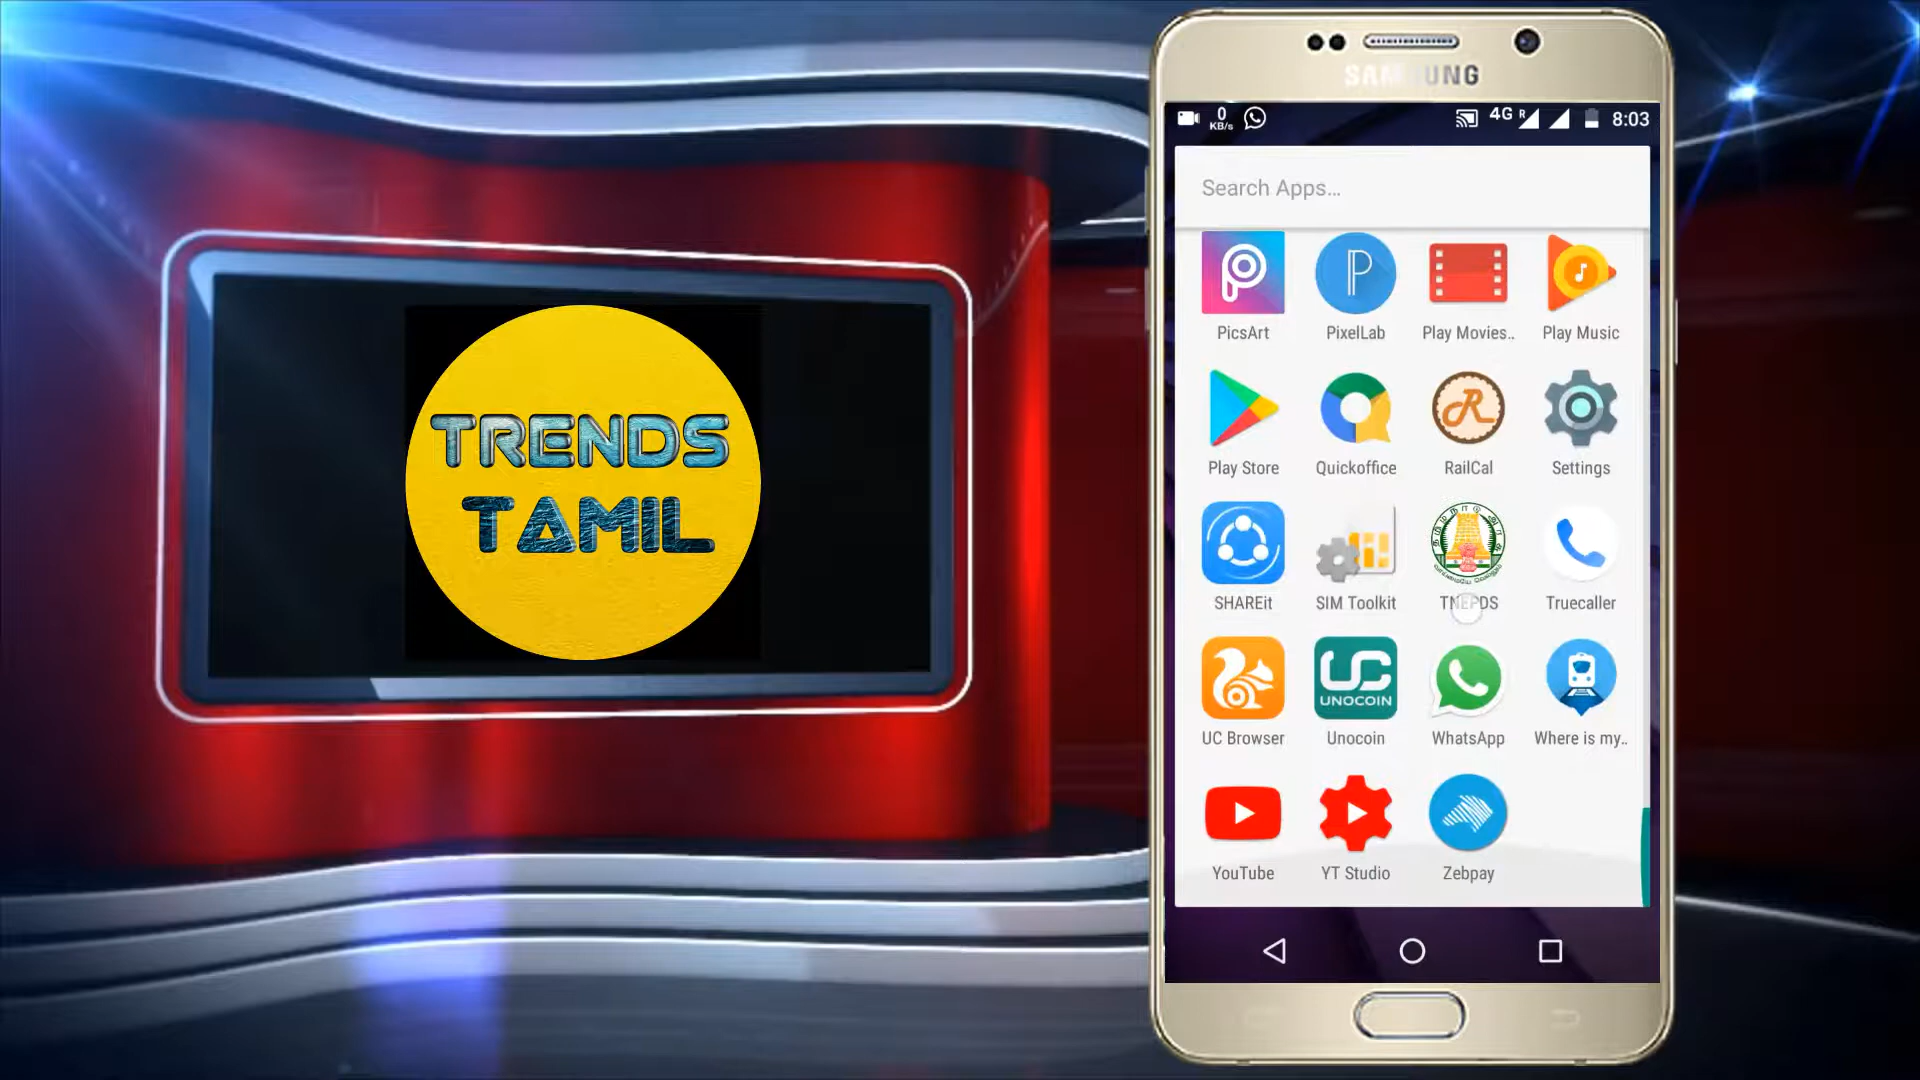 TRENDS
TAMIL
SAMSUNG
0
KB/s
4G R
8:03
Search Apps…
PicsArt
PixelLab
Play Movies..
Play Music
Play Store
Quickoffice
RailCal
Settings
SHAREit
SIM Toolkit
TNEPDS
Truecaller
UC
UNOCOIN
UC Browser
Unocoin
WhatsApp
Where is my..
YouTube
YT Studio
Zebpay